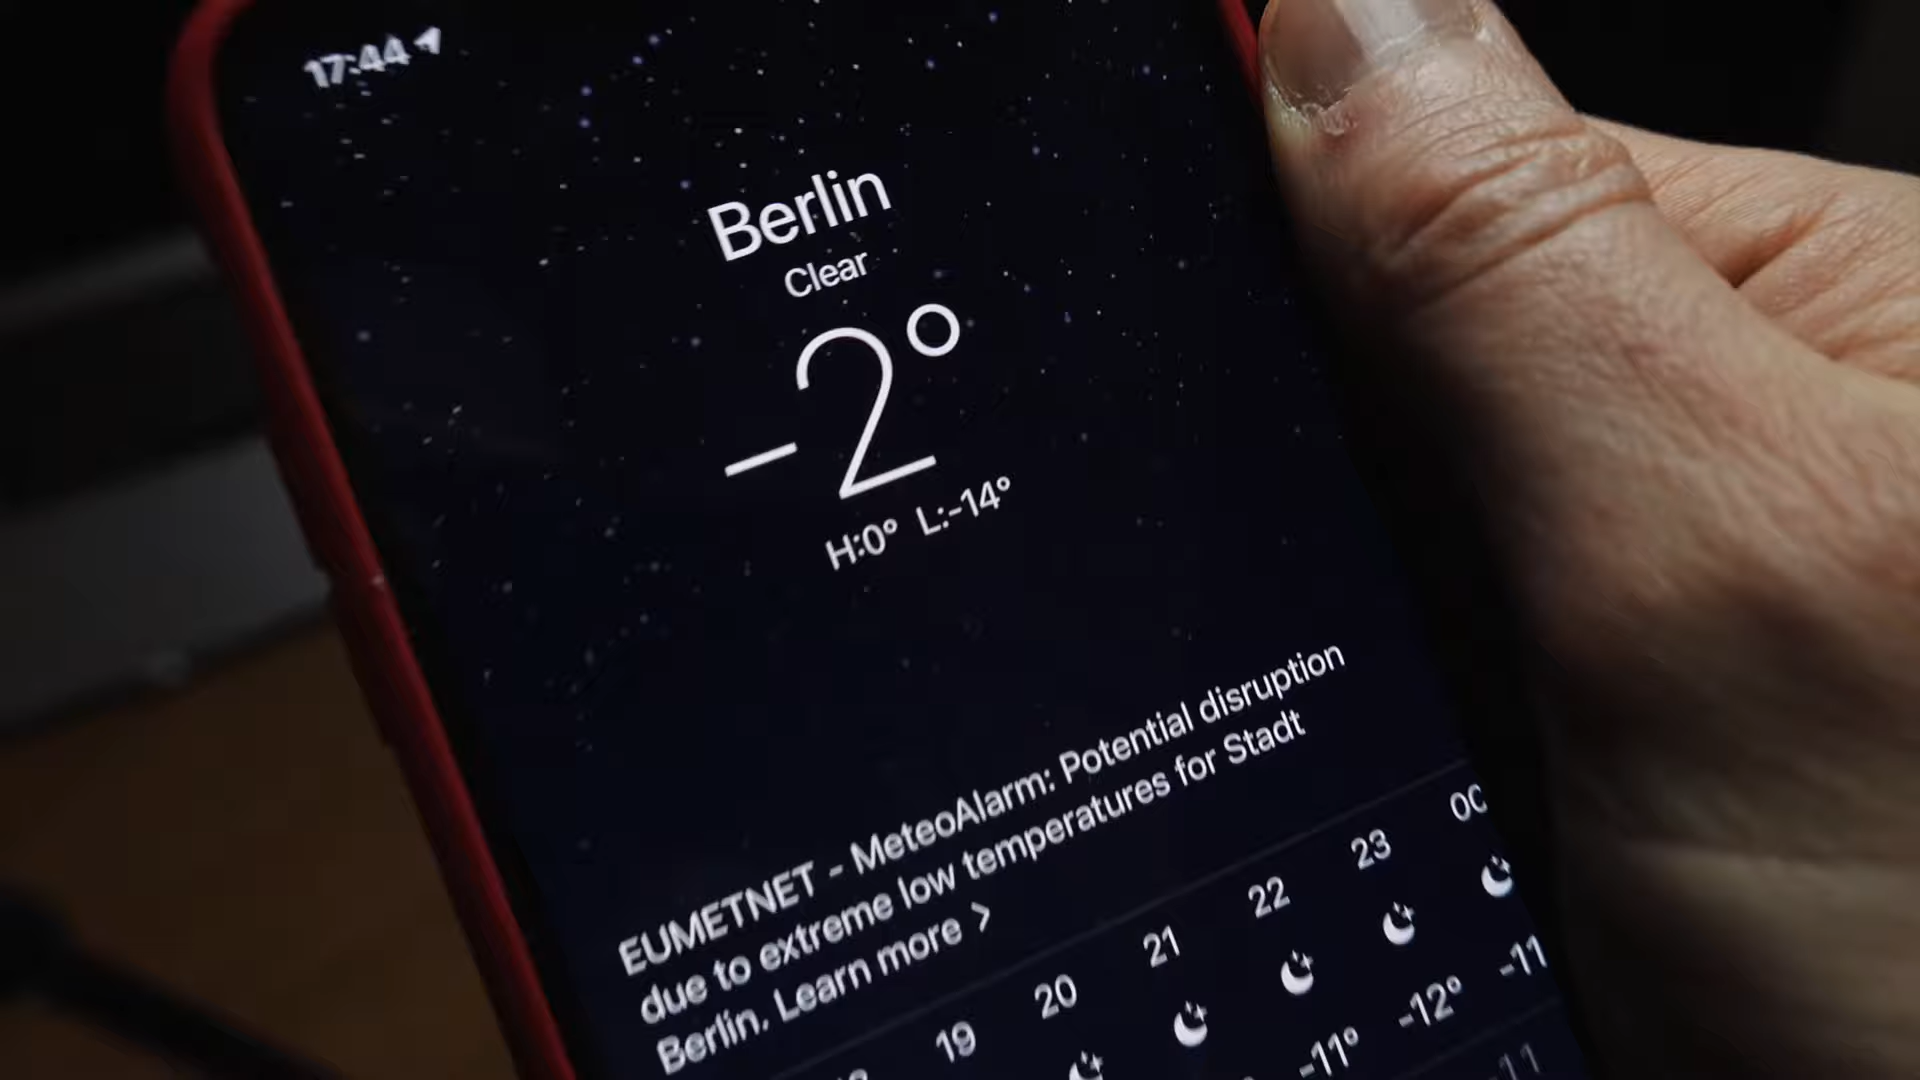 17:44
Berlin
Clear
-2°
H:0° L:-14°
EUMETNET - MeteoAlarm: Potential disruption
due to extreme low temperatures for Stadt
Berlin. Learn more >
19 20 21 22 23
-11° -12° -11